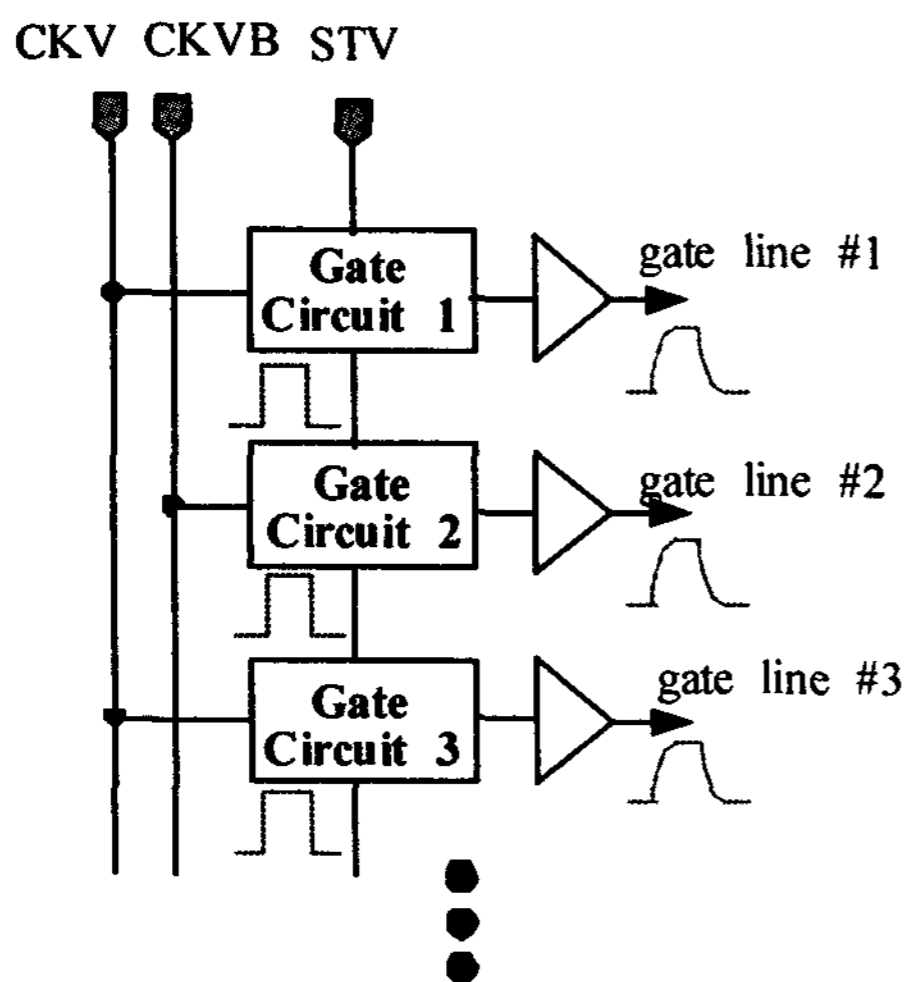 CKV CKVB STV
Gate
Circuit 1
gate line #1
Gate
Circuit 2
gate line #2
Gate
Circuit 3
gate line #3